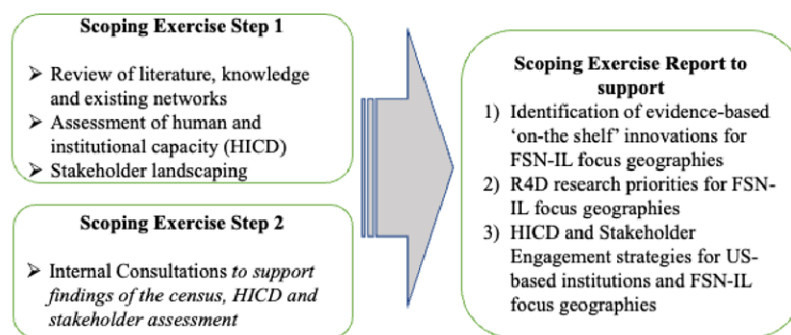 Scoping Exercise Step 1
➢ Review of literature, knowledge
and existing networks
➢ Assessment of human and
institutional capacity (HICD)
➢ Stakeholder landscaping
Scoping Exercise Step 2
➢ Internal Consultations to support
findings of the census, HICD and
stakeholder assessment
Scoping Exercise Report to
support
1) Identification of evidence-based
‘on-the shelf’ innovations for
FSN-IL focus geographies
2) R4D research priorities for FSN-
IL focus geographies
3) HICD and Stakeholder
Engagement strategies for US-
based institutions and FSN-IL
focus geographies